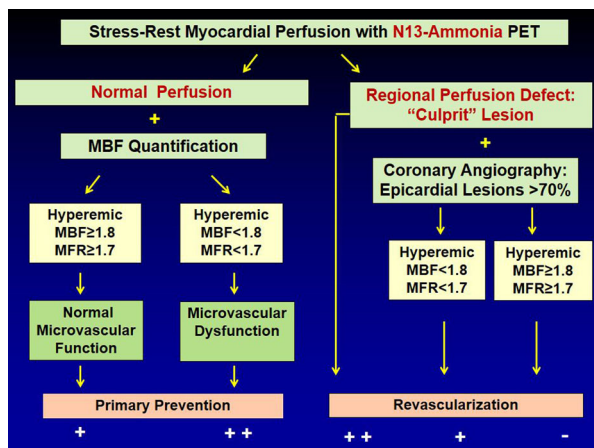 Stress-Rest Myocardial Perfusion with N13-Ammonia PET
Normal Perfusion
+
MBF Quantification
Hyperemic
MBF≥1.8
MFR≥1.7
Hyperemic
MBF<1.8
MFR<1.7
Normal
Microvascular
Function
Microvascular
Dysfunction
Primary Prevention
+
++
Regional Perfusion Defect:
“Culprit” Lesion
+
Coronary Angiography:
Epicardial Lesions >70%
Hyperemic
MBF<1.8
MFR<1.7
Hyperemic
MBF≥1.8
MFR≥1.7
Revascularization
++
+
-